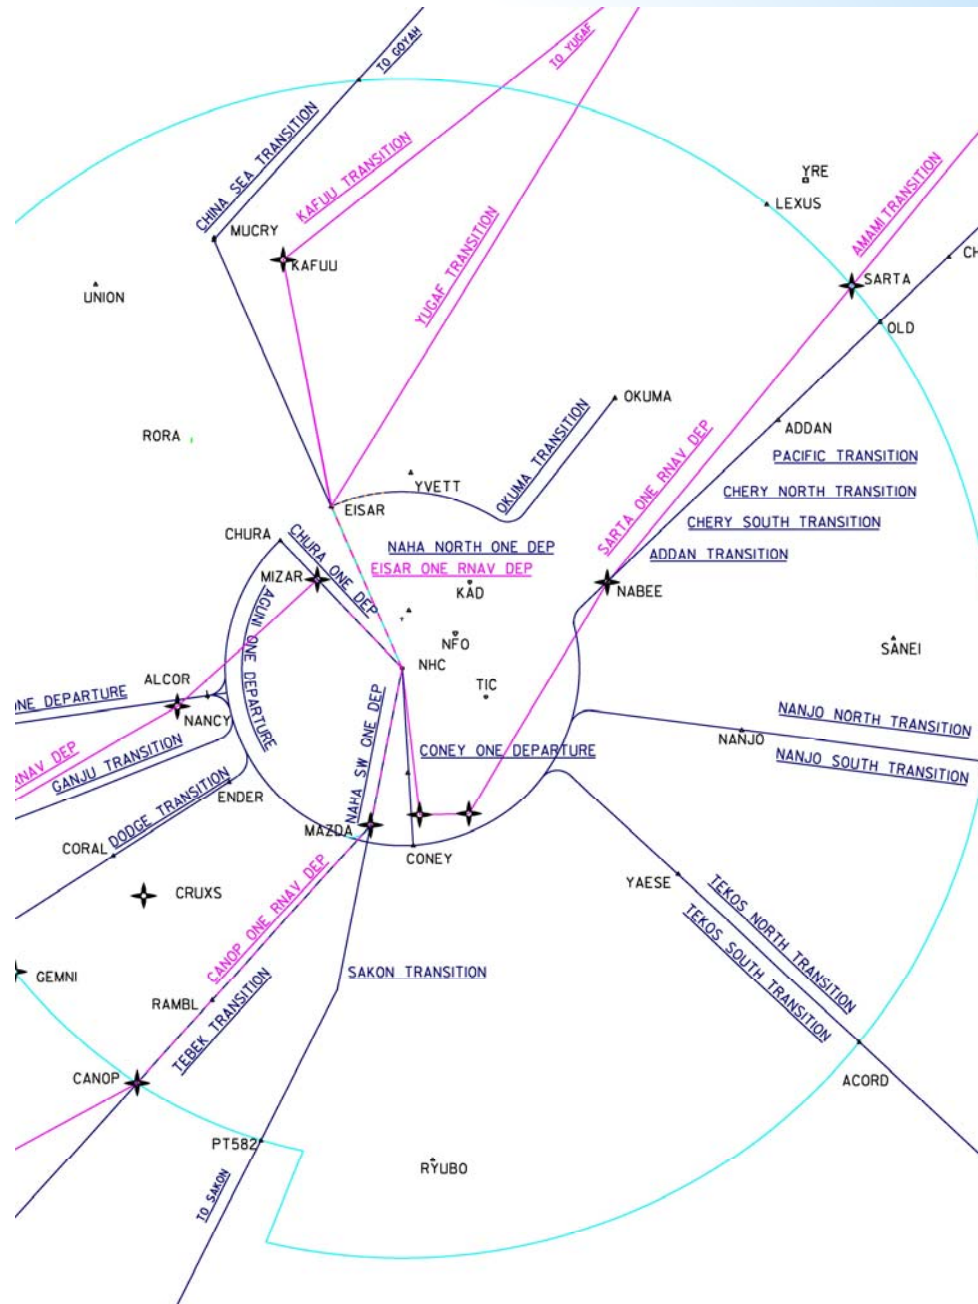 TO GOYAH
TO YUGAF
CHINA SEA TRANSITION
KAFUU TRANSITION
YRE
LEXUS
AMAMI TRANSITION
MUCRY
KAFUU
YUGAF TRANSITION
CH
UNION
SARTA
OLD
OKUMA
RORA
OKUMA TRANSITION
ADDAN
SARTA ONE RNAV DEP
PACIFIC TRANSITION
YVETT
CHERY NORTH TRANSITION
EISAR
CHERY SOUTH TRANSITION
CHURA
CHURA ONE DEP
NAHA NORTH ONE DEP
ADDAN TRANSITION
EISAR ONE RNAV DEP
MIZAR
KAD
NABEE
AGUNI ONE DEPARTURE
NFO
SANEI
NHC
ALCOR
TIC
ONE DEPARTURE
NANCY
NANJO NORTH TRANSITION
NANJO
RNAV DEP
GANJU TRANSITION
NAHA SW ONE DEP
CONEY ONE DEPARTURE
NANJO SOUTH TRANSITION
ENDER
DODGE TRANSITION
MAZDA
CORAL
CONEY
YAESE
CRUXS
CANOP ONE RNAV DEP
TEKOS NORTH TRANSITION
TEKOS SOUTH TRANSITION
GEMNI
SAKON TRANSITION
RAMBL
TEBEK TRANSITION
CANOP
ACORD
PT582
RYUBO
TO SAKON